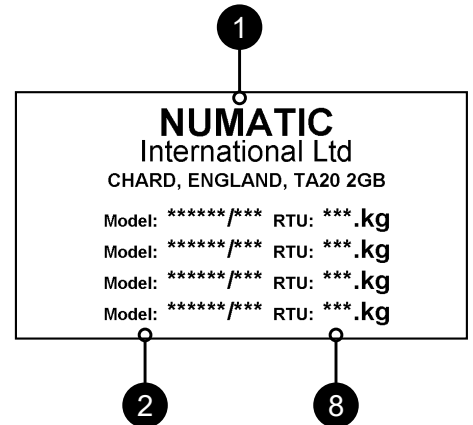 1
NUMATIC
International Ltd
CHARD, ENGLAND, TA20 2GB
Model: ******/*** RTU: ***.kg
Model: ******/*** RTU: ***.kg
Model: ******/*** RTU: ***.kg
Model: ******/*** RTU: ***.kg
2 8